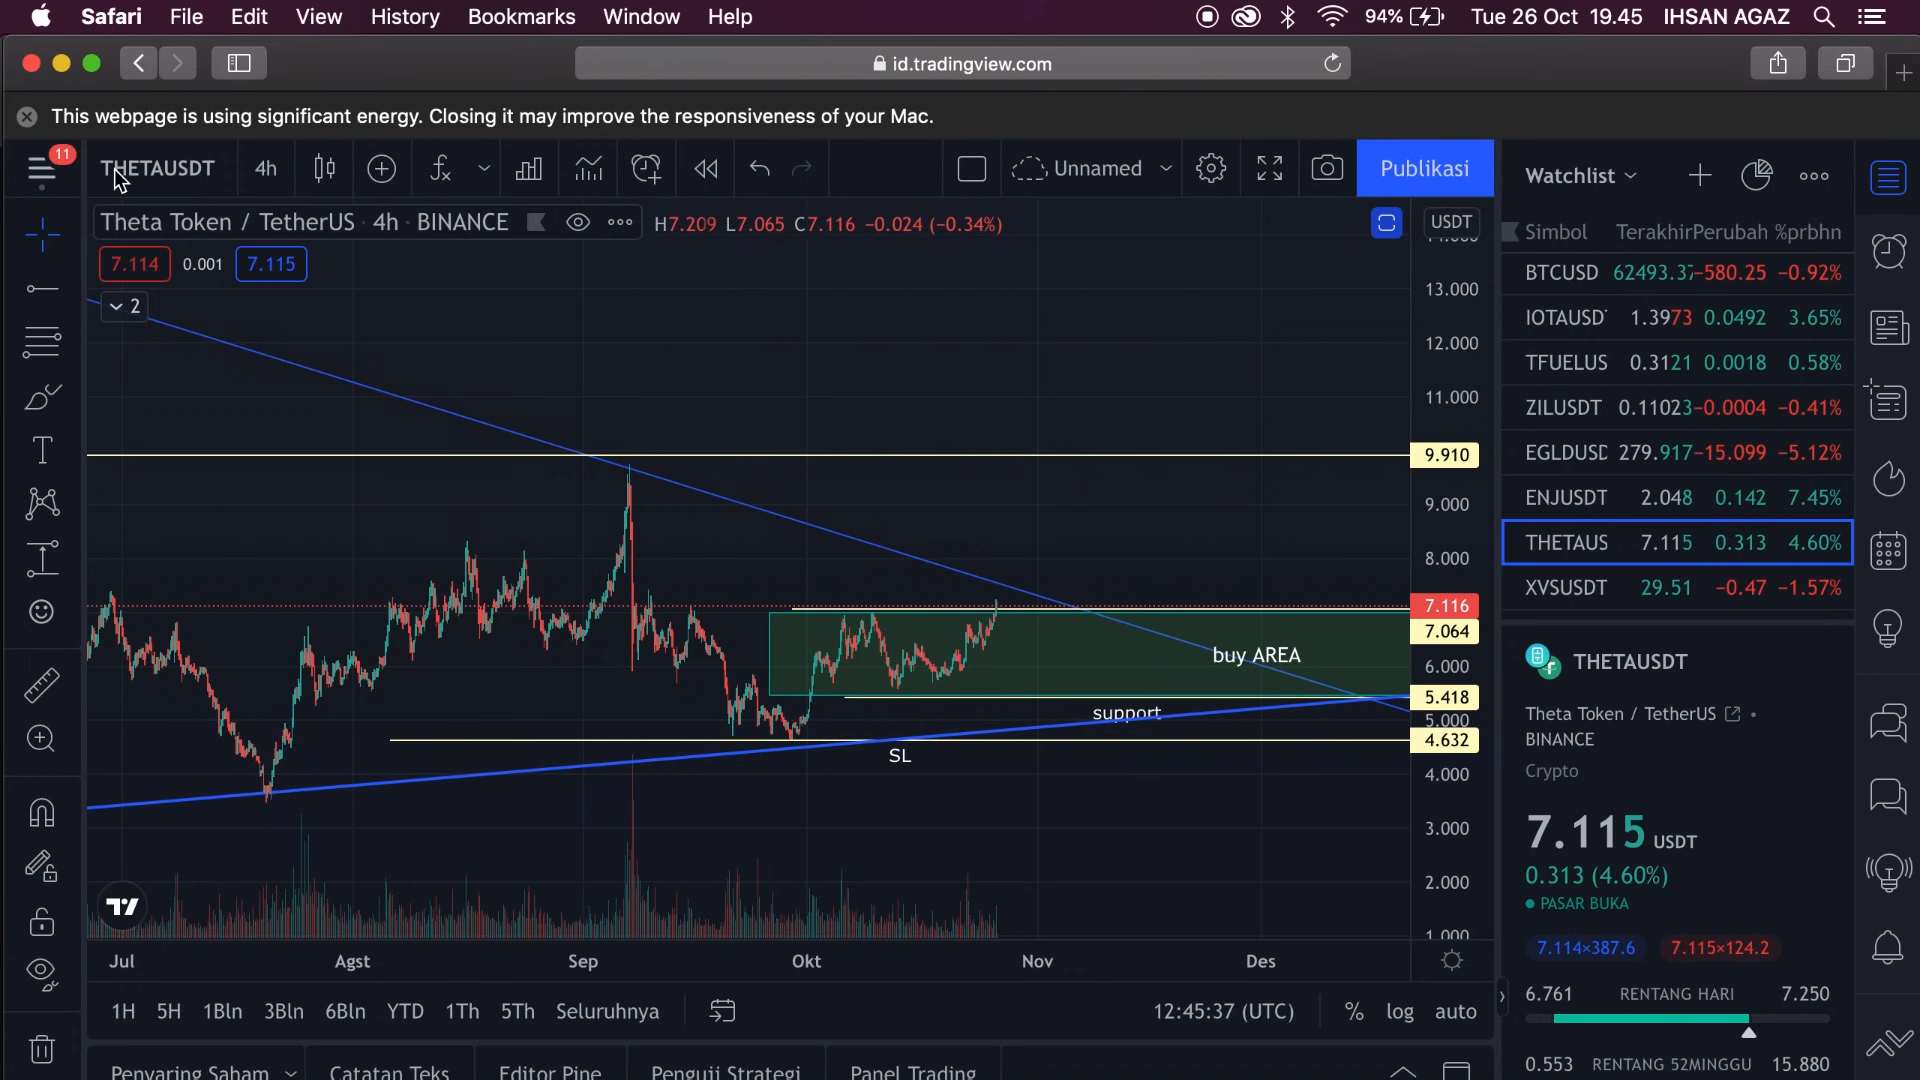 Safari File Edit View History Bookmarks Window Help 94% Tue 26 Oct 19.45 IHSAN AGAZ
id.tradingview.com
This webpage is using significant energy. Closing it may improve the responsiveness of your Mac.
11
THETAUSDT 4h Unnamed Publikasi
Theta Token / TetherUS · 4h · BINANCE H7.209 L7.065 C7.116 −0.024 (−0.34%) USDT
7.114 0.001 7.115
2
13.000
12.000
11.000
9.910
9.000
8.000
7.116
7.064
6.000
5.418
5.000
4.632
4.000
3.000
2.000
1.000
buy AREA
support
SL
Jul Agst Sep Okt Nov Des
1H 5H 1Bln 3Bln 6Bln YTD 1Th 5Th Seluruhnya 12:45:37 (UTC) % log auto
Penyaring Saham Catatan Teks Editor Pine Penguji Strategi Panel Trading
Watchlist
Simbol Terakhir Perubah %prbhn
BTCUSD 62493.37 −580.25 −0.92%
IOTAUSD 1.3973 0.0492 3.65%
TFUELUS 0.3121 0.0018 0.58%
ZILUSDT 0.11023 −0.0004 −0.41%
EGLDUSD 279.917 −15.099 −5.12%
ENJUSDT 2.048 0.142 7.45%
THETAUS 7.115 0.313 4.60%
XVSUSDT 29.51 −0.47 −1.57%
THETAUSDT
Theta Token / TetherUS •
BINANCE
Crypto
7.115 USDT
0.313 (4.60%)
PASAR BUKA
7.114×387.6 7.115×124.2
6.761 RENTANG HARI 7.250
0.553 RENTANG 52MINGGU 15.880